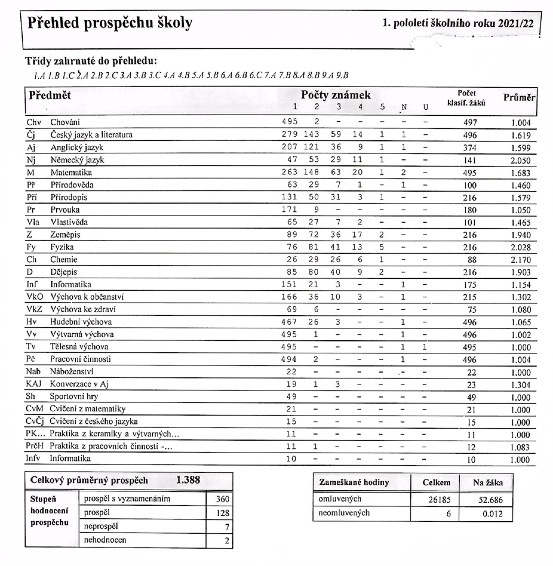 Přehled prospěchu školy 1. pololetí školního roku 2021/22
Třídy zahrnuté do přehledu:
1.A 1.B 1.C 2.A 2.B 2.C 3.A 3.B 3.C 4.A 4.B 5.A 5.B 6.A 6.B 6.C 7.A 7.B 8.A 8.B 9.A 9.B
Předmět Počty známek Počet klasif. žáků Průměr
1 2 3 4 5 N U
Chv Chování 495 2 - - - - - 497 1.004
Čj Český jazyk a literatura 279 143 59 14 1 1 - 496 1.619
Aj Anglický jazyk 207 121 36 9 1 1 - 374 1.599
Nj Německý jazyk 47 53 29 11 1 - - 141 2.050
M Matematika 263 148 63 20 1 2 - 495 1.683
Př Přírodověda 63 29 7 1 - 1 - 100 1.460
Pří Přírodopis 131 50 31 3 1 - - 216 1.579
Pr Prvouka 171 9 - - - - - 180 1.050
Vla Vlastivěda 65 27 7 2 - - - 101 1.465
Z Zeměpis 89 72 36 17 2 - - 216 1.940
Fy Fyzika 76 81 41 13 5 - - 216 2.028
Ch Chemie 26 29 26 6 1 - - 88 2.170
D Dějepis 85 80 40 9 2 - - 216 1.903
Inf Informatika 151 21 3 - - 1 - 175 1.154
VkO Výchova k občanství 166 36 10 3 - 1 - 215 1.302
VkZ Výchova ke zdraví 69 6 - - - - - 75 1.080
Hv Hudební výchova 467 26 3 - - 1 - 496 1.065
Vv Výtvarná výchova 495 1 - - - 1 - 496 1.002
Tv Tělesná výchova 495 - - - - 1 1 495 1.000
Pč Pracovní činnosti 494 2 - - - 1 - 496 1.004
Nab Náboženství 22 - - - - - - 22 1.000
KAJ Konverzace v Aj 19 1 3 - - - - 23 1.304
Sh Sportovní hry 49 - - - - - - 49 1.000
CvM Cvičení z matematiky 21 - - - - - - 21 1.000
CvČj Cvičení z českého jazyka 15 - - - - - - 15 1.000
PK... Praktika z keramiky a výtvarných... 11 - - - - - - 11 1.000
PrčH Praktika z pracovních činností -... 11 1 - - - - - 12 1.083
Infv Informatika 10 - - - - - - 10 1.000
Celkový průměrný prospěch 1.388
Stupeň hodnocení prospěchu
prospěl s vyznamenáním 360
prospěl 128
neprospěl 7
nehodnocen 2
Zameškané hodiny Celkem Na žáka
omluvených 26185 52.686
neomluvených 6 0.012